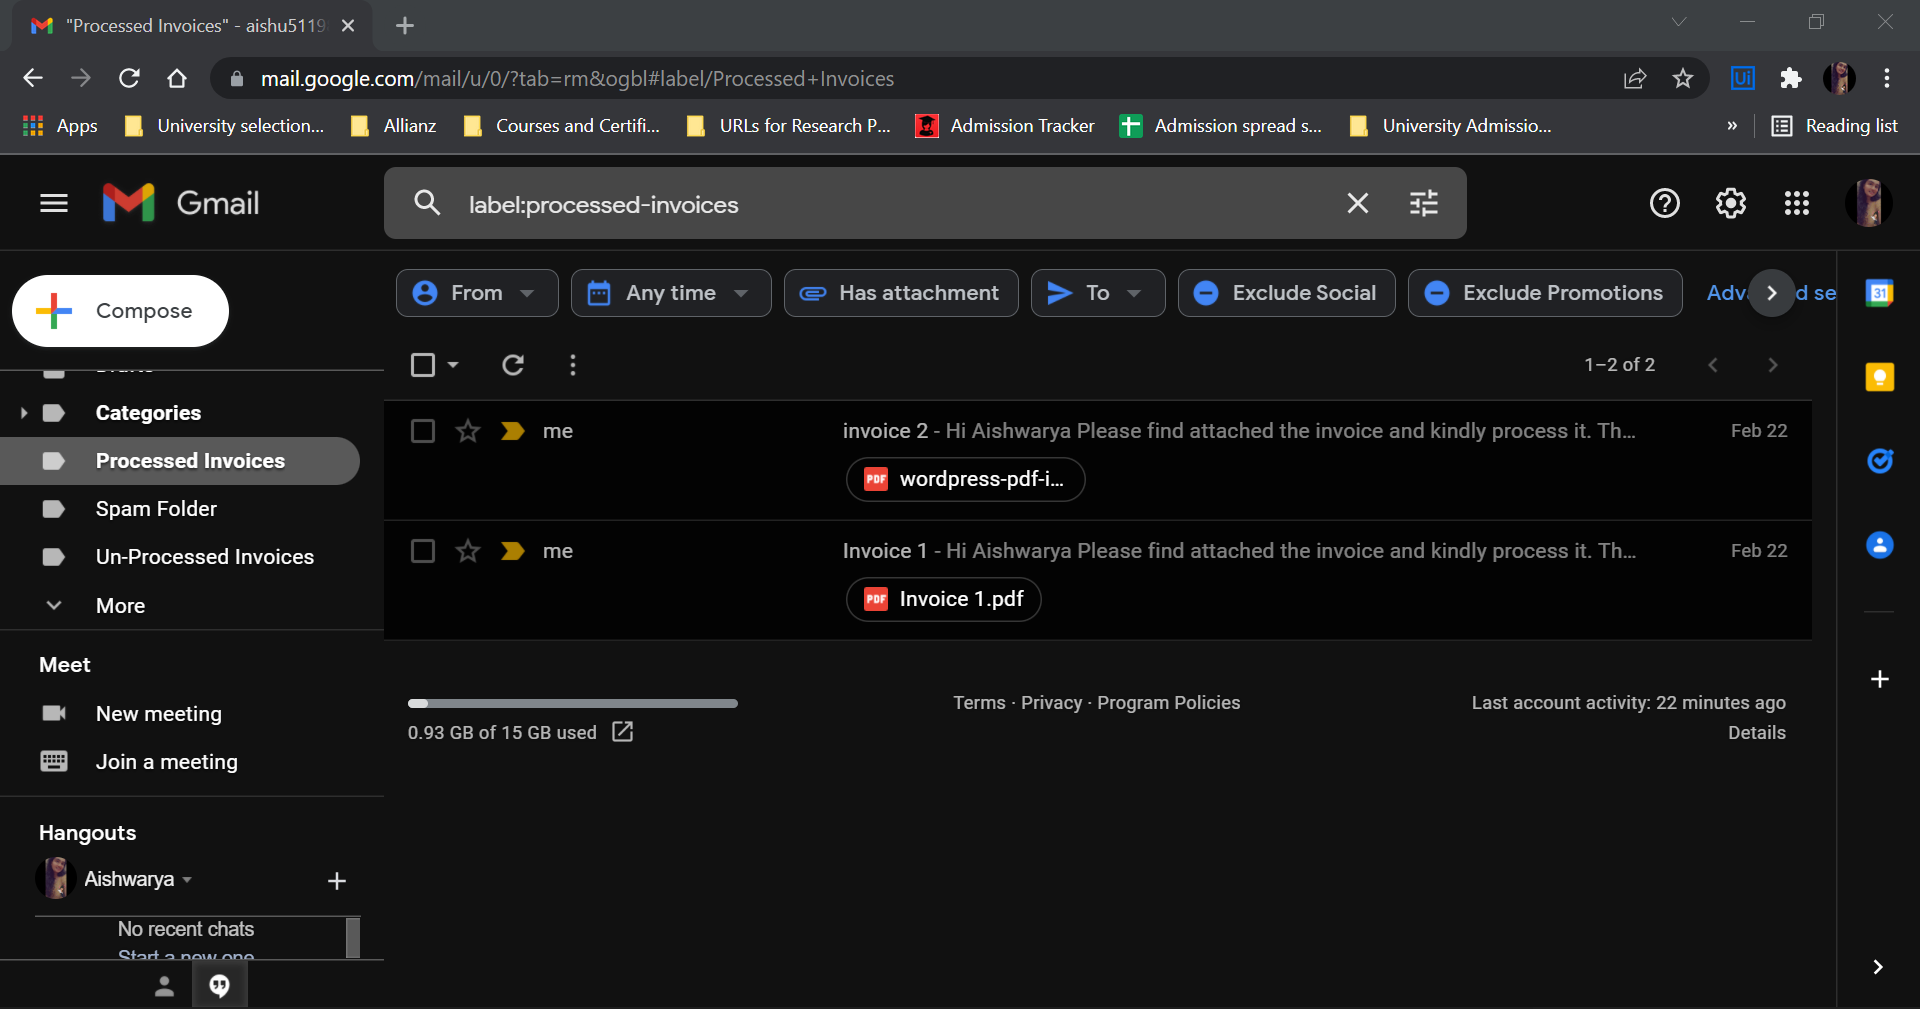 "Processed Invoices" - aishu5119
mail.google.com/mail/u/0/?tab=rm&ogbl#label/Processed+Invoices
Ui
Apps
University selection...
Allianz
Courses and Certifi...
URLs for Research P...
Admission Tracker
Admission spread s...
University Admissio...
»
Reading list
Gmail
label:processed-invoices
Compose
From
Any time
Has attachment
To
Exclude Social
Exclude Promotions
Adv
d se
31
1–2 of 2
Drafts
Categories
Processed Invoices
Spam Folder
Un-Processed Invoices
More
me
invoice 2 - Hi Aishwarya Please find attached the invoice and kindly process it. Th...
Feb 22
PDF wordpress-pdf-i...
me
Invoice 1 - Hi Aishwarya Please find attached the invoice and kindly process it. Th...
Feb 22
PDF Invoice 1.pdf
Meet
New meeting
Join a meeting
0.93 GB of 15 GB used
Terms · Privacy · Program Policies
Last account activity: 22 minutes ago
Details
Hangouts
Aishwarya
No recent chats
Start a new one